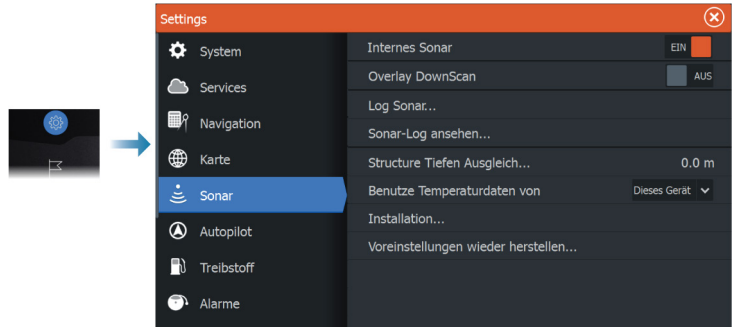 Settings
System
Services
Navigation
Karte
Sonar
Autopilot
Treibstoff
Alarme
Internes Sonar EIN
Overlay DownScan AUS
Log Sonar...
Sonar-Log ansehen...
Structure Tiefen Ausgleich... 0.0 m
Benutze Temperaturdaten von Dieses Gerät
Installation...
Voreinstellungen wieder herstellen...